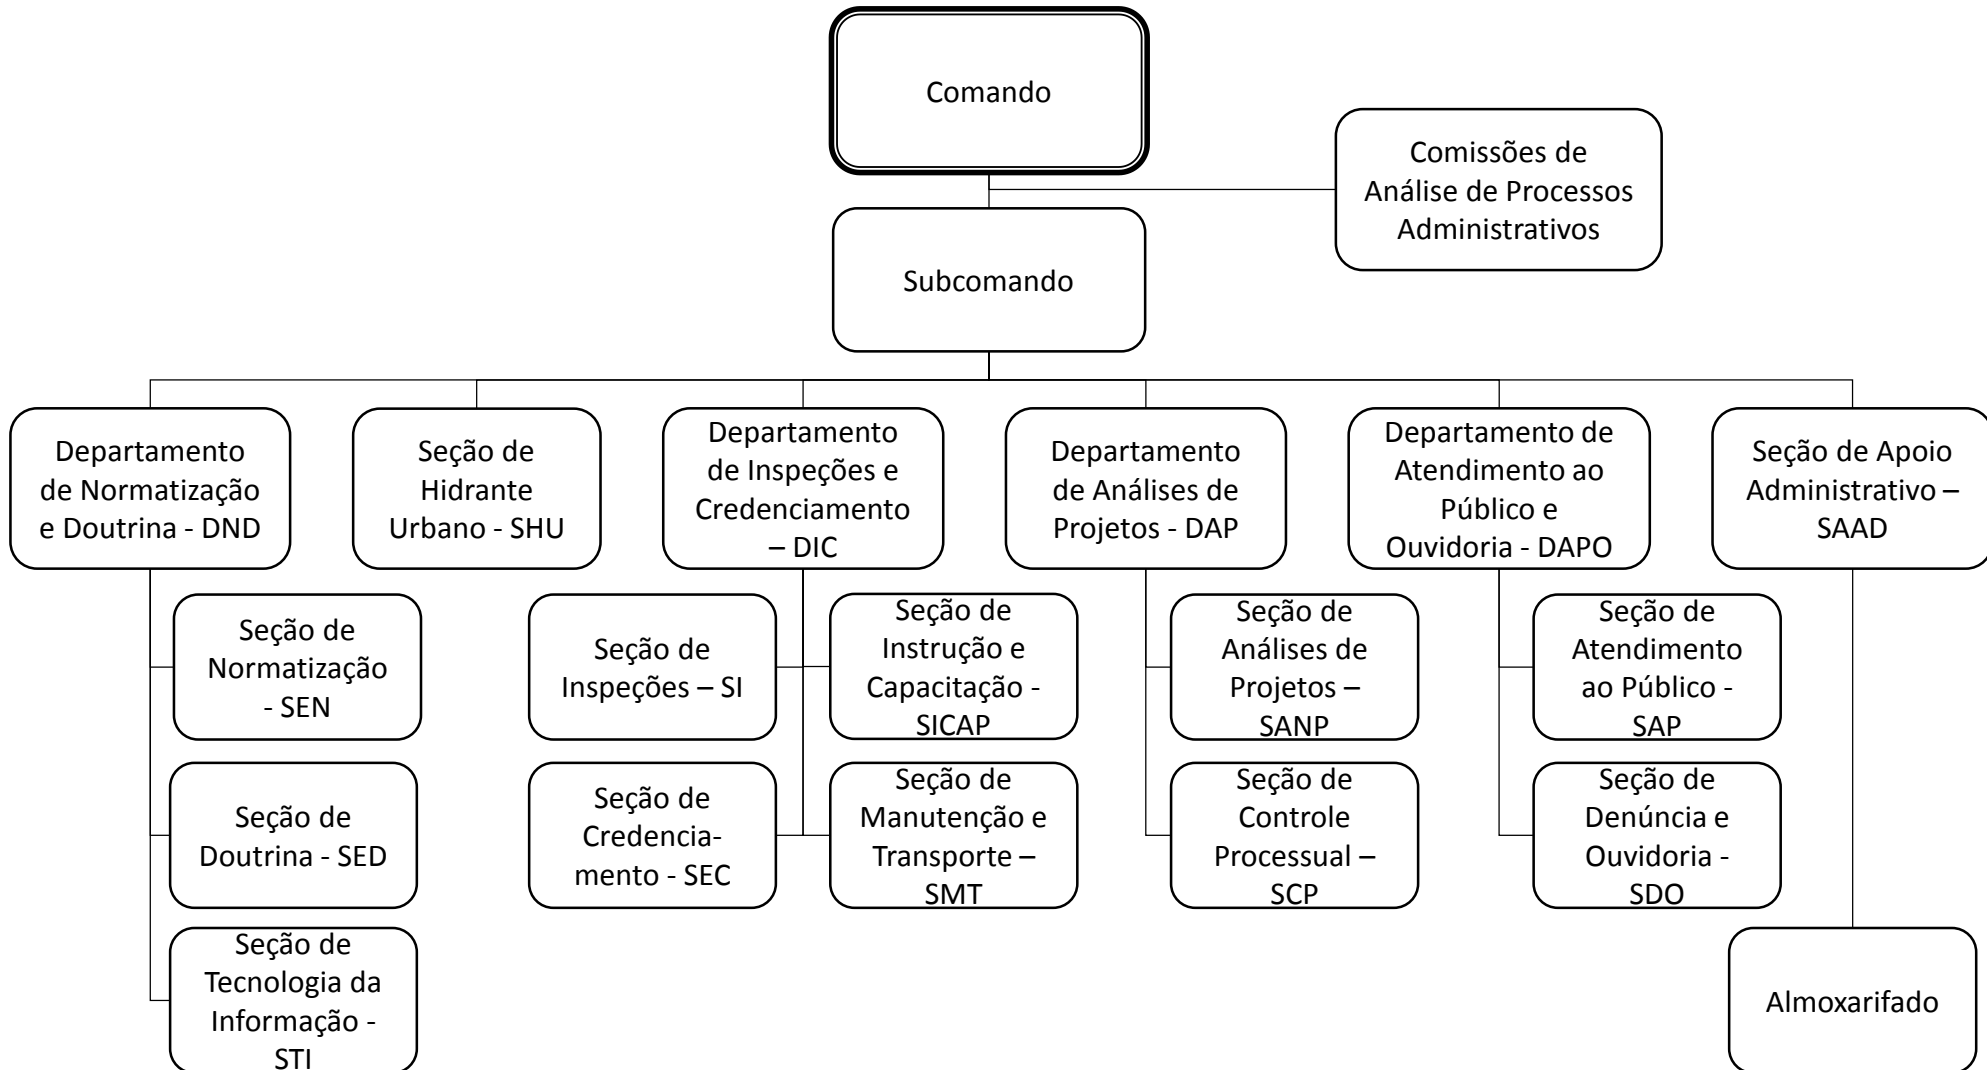 Comando
Comissões de
Análise de Processos
Administrativos
Subcomando
Departamento
de Normatização
e Doutrina - DND
Seção de
Hidrante
Urbano - SHU
Departamento
de Inspeções e
Credenciamento
– DIC
Departamento
de Análises de
Projetos - DAP
Departamento de
Atendimento ao
Público e
Ouvidoria - DAPO
Seção de Apoio
Administrativo –
SAAD
Seção de
Normatização
- SEN
Seção de
Inspeções – SI
Seção de
Instrução e
Capacitação -
SICAP
Seção de
Análises de
Projetos –
SANP
Seção de
Atendimento
ao Público -
SAP
Seção de
Doutrina - SED
Seção de
Credencia-
mento - SEC
Seção de
Manutenção e
Transporte –
SMT
Seção de
Controle
Processual –
SCP
Seção de
Denúncia e
Ouvidoria -
SDO
Seção de
Tecnologia da
Informação -
STI
Almoxarifado